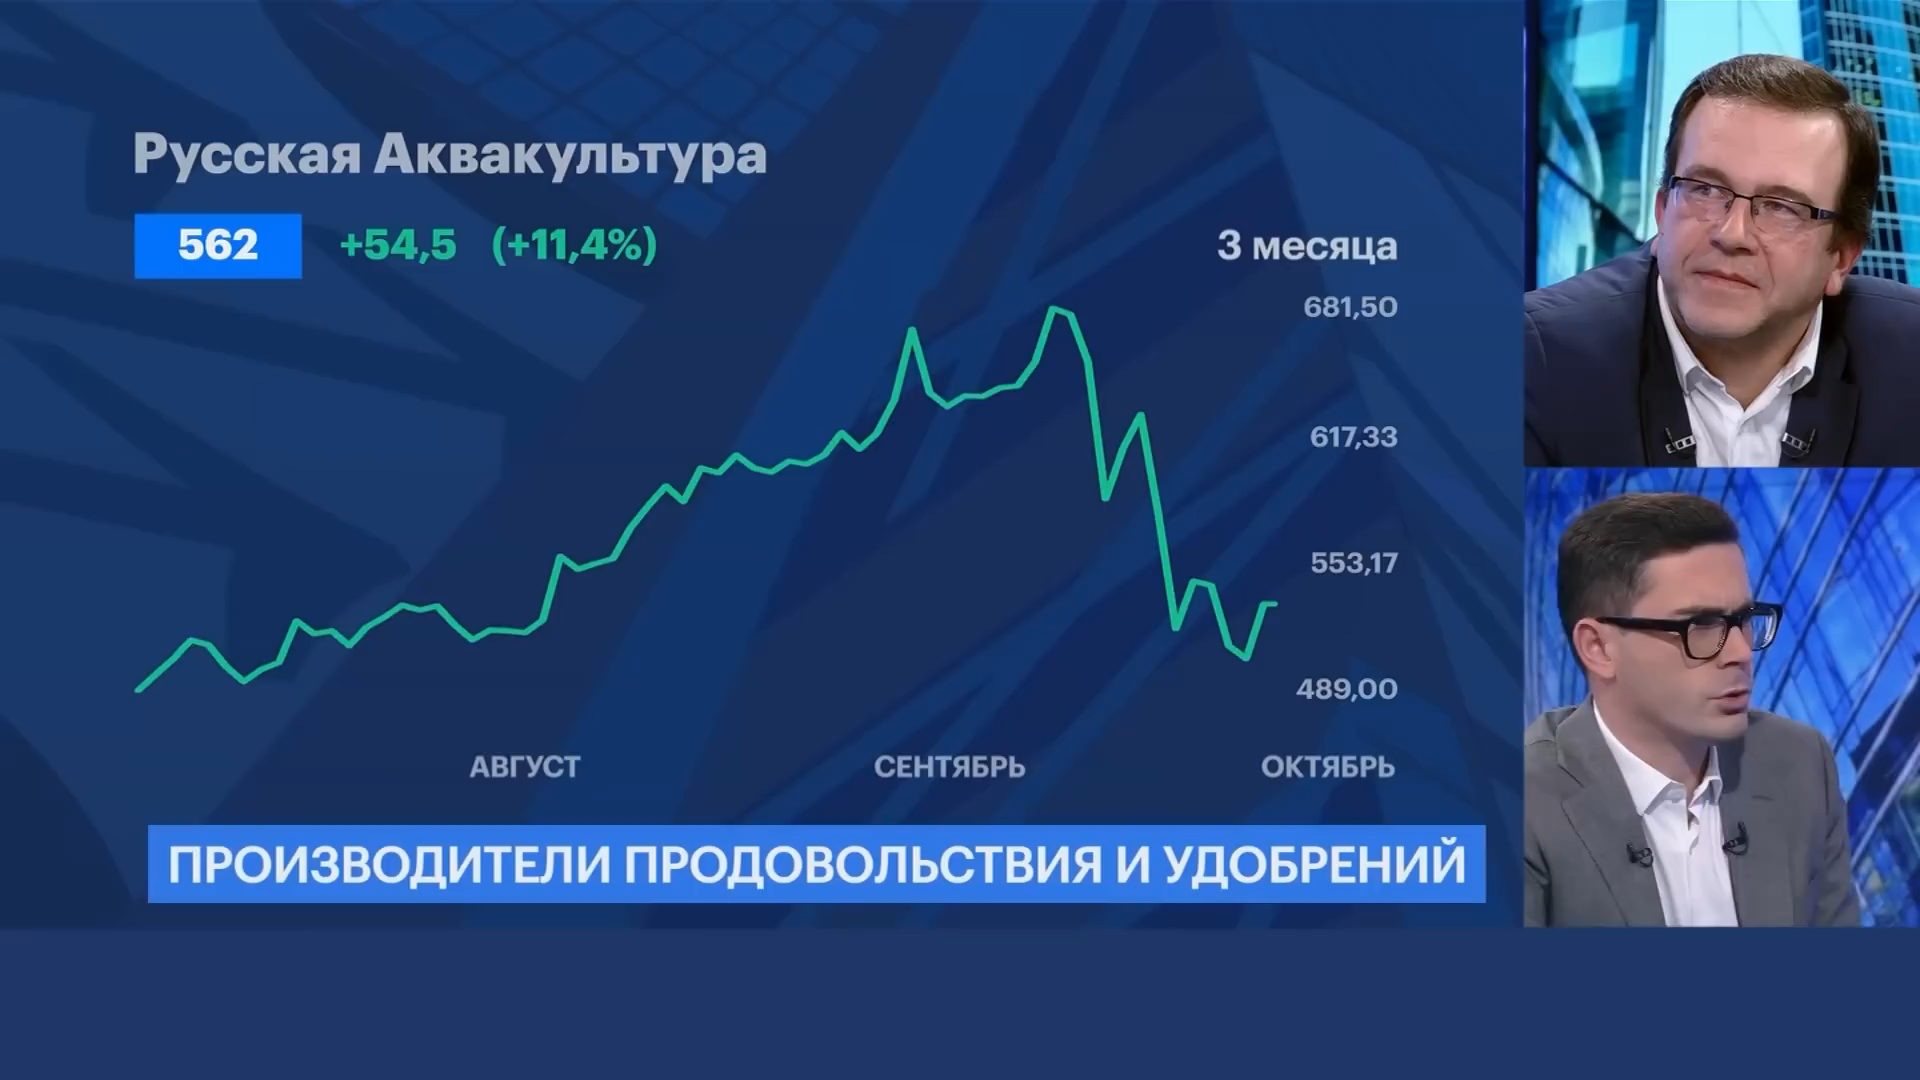 Русская Аквакультура
562 +54,5 (+11,4%)
3 месяца
681,50
617,33
553,17
489,00
АВГУСТ СЕНТЯБРЬ ОКТЯБРЬ
ПРОИЗВОДИТЕЛИ ПРОДОВОЛЬСТВИЯ И УДОБРЕНИЙ